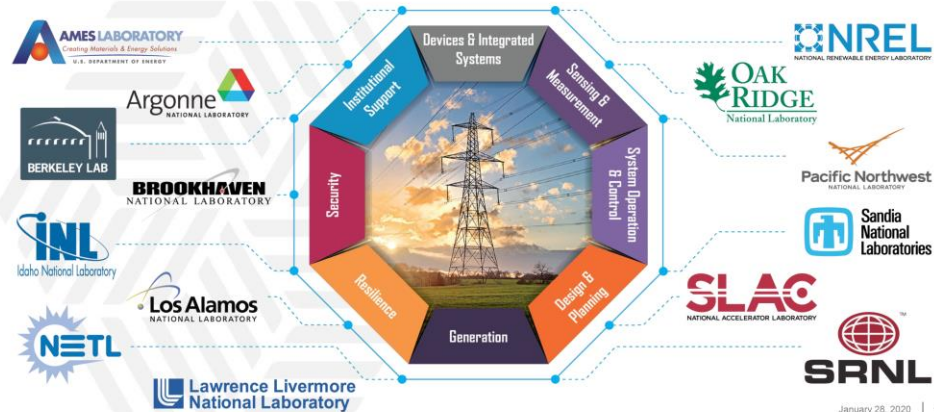 AMES LABORATORY
Creating Materials & Energy Solutions
U.S. DEPARTMENT OF ENERGY
Argonne
NATIONAL LABORATORY
BERKELEY LAB
BROOKHAVEN
NATIONAL LABORATORY
INL
Idaho National Laboratory
Los Alamos
NATIONAL LABORATORY
NETL
Lawrence Livermore
National Laboratory
Devices & Integrated
Systems
Sensing &
Measurement
System Operation
& Control
Design &
Planning
Generation
Resilience
Security
Institutional
Support
NREL
NATIONAL RENEWABLE ENERGY LABORATORY
OAK
RIDGE
National Laboratory
Pacific Northwest
NATIONAL LABORATORY
Sandia
National
Laboratories
SLAC
NATIONAL ACCELERATOR LABORATORY
SRNL
TM
January 28, 2020 |